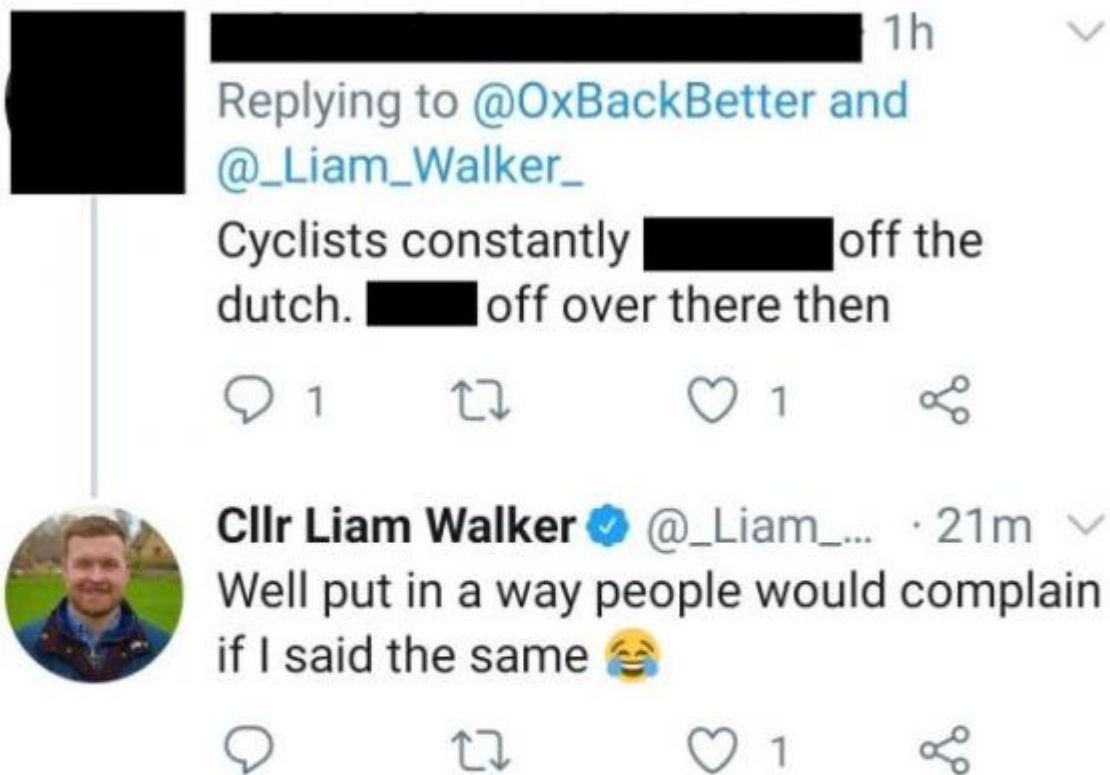 1h
Replying to @OxBackBetter and
@_Liam_Walker_
Cyclists constantly off the
dutch. off over there then
1 1
Cllr Liam Walker @_Liam_... · 21m
Well put in a way people would complain
if I said the same 😂
1